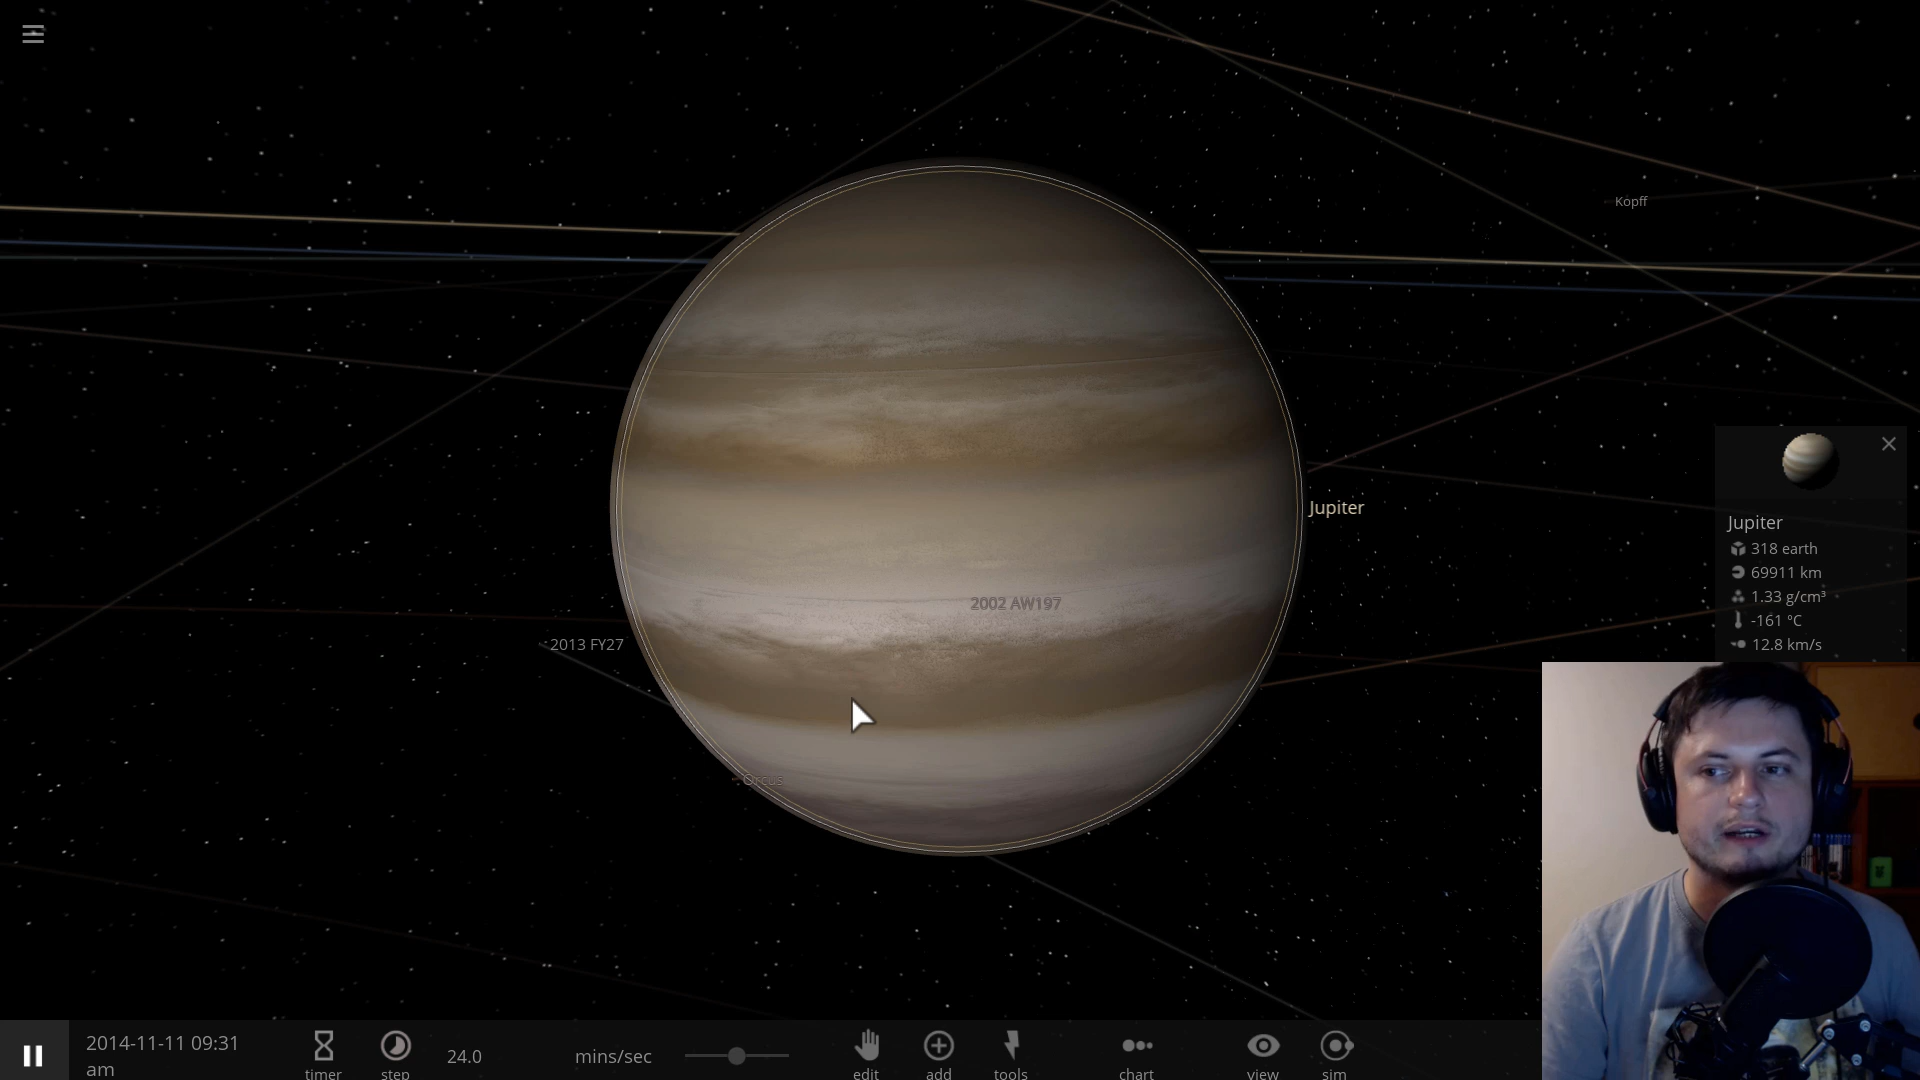 Kopff
Jupiter
Jupiter
318 earth
69911 km
1.33 g/cm³
-161 °C
12.8 km/s
2002 AW197
2013 FY27
Orcus
2014-11-11 09:31
am
timer
step
24.0
mins/sec
edit
add
tools
chart
view
sim